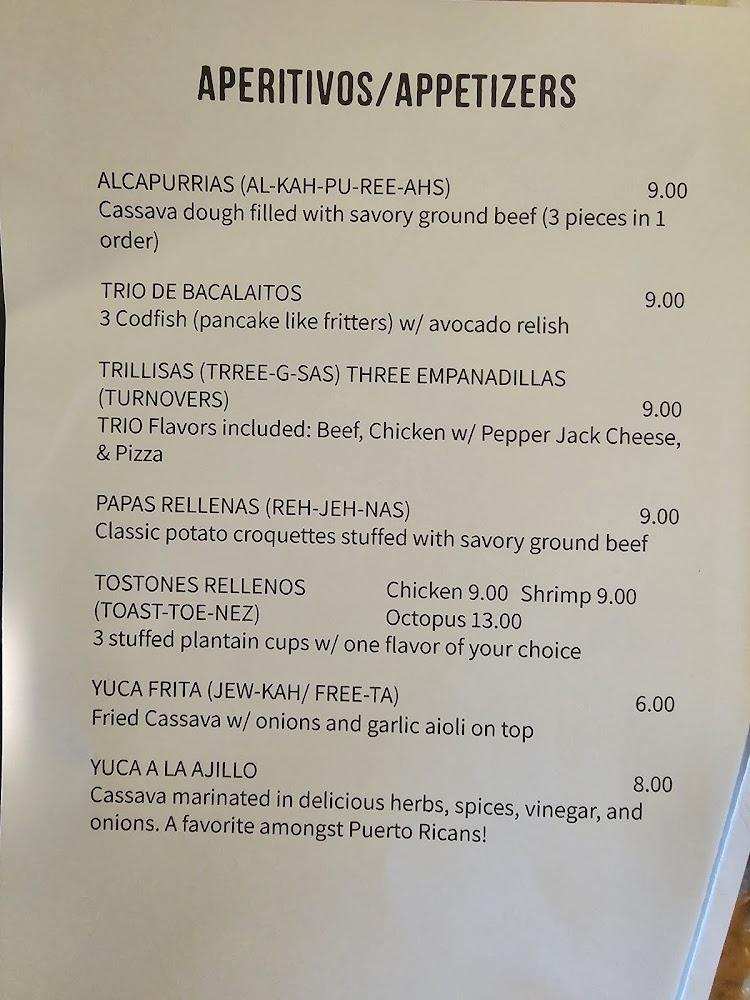 APERITIVOS/APPETIZERS
ALCAPURRIAS (AL-KAH-PU-REE-AHS) 9.00
Cassava dough filled with savory ground beef (3 pieces in 1
order)
TRIO DE BACALAITOS 9.00
3 Codfish (pancake like fritters) w/ avocado relish
TRILLISAS (TRREE-G-SAS) THREE EMPANADILLAS
(TURNOVERS) 9.00
TRIO Flavors included: Beef, Chicken w/ Pepper Jack Cheese,
& Pizza
PAPAS RELLENAS (REH-JEH-NAS) 9.00
Classic potato croquettes stuffed with savory ground beef
TOSTONES RELLENOS Chicken 9.00 Shrimp 9.00
(TOAST-TOE-NEZ) Octopus 13.00
3 stuffed plantain cups w/ one flavor of your choice
YUCA FRITA (JEW-KAH/ FREE-TA) 6.00
Fried Cassava w/ onions and garlic aioli on top
YUCA A LA AJILLO 8.00
Cassava marinated in delicious herbs, spices, vinegar, and
onions. A favorite amongst Puerto Ricans!